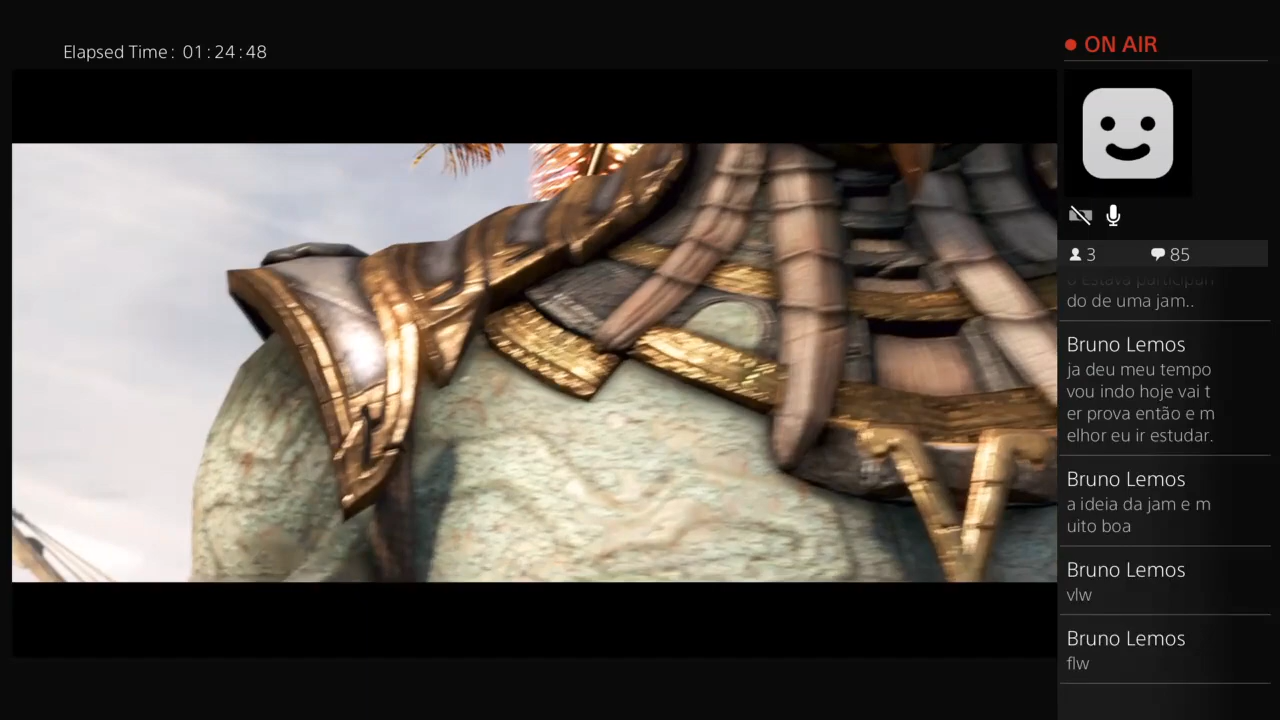 Elapsed Time: 01:24:48
ON AIR
3 85
do de uma jam..
Bruno Lemos
ja deu meu tempo
vou indo hoje vai t
er prova então e m
elhor eu ir estudar.
Bruno Lemos
a ideia da jam e m
uito boa
Bruno Lemos
vlw
Bruno Lemos
flw